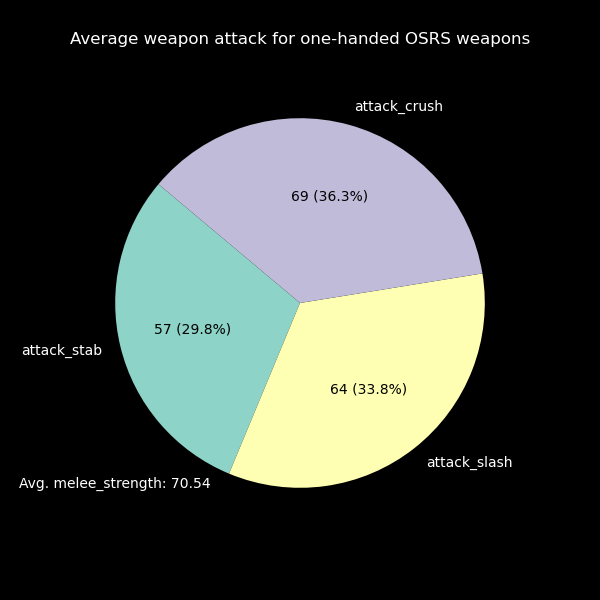 Average weapon attack for one-handed OSRS weapons
attack_crush
69 (36.3%)
57 (29.8%)
attack_stab
64 (33.8%)
attack_slash
Avg. melee_strength: 70.54